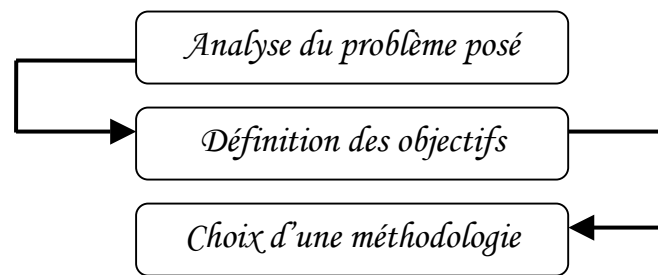 Analyse du problème posé
Définition des objectifs
Choix d'une méthodologie